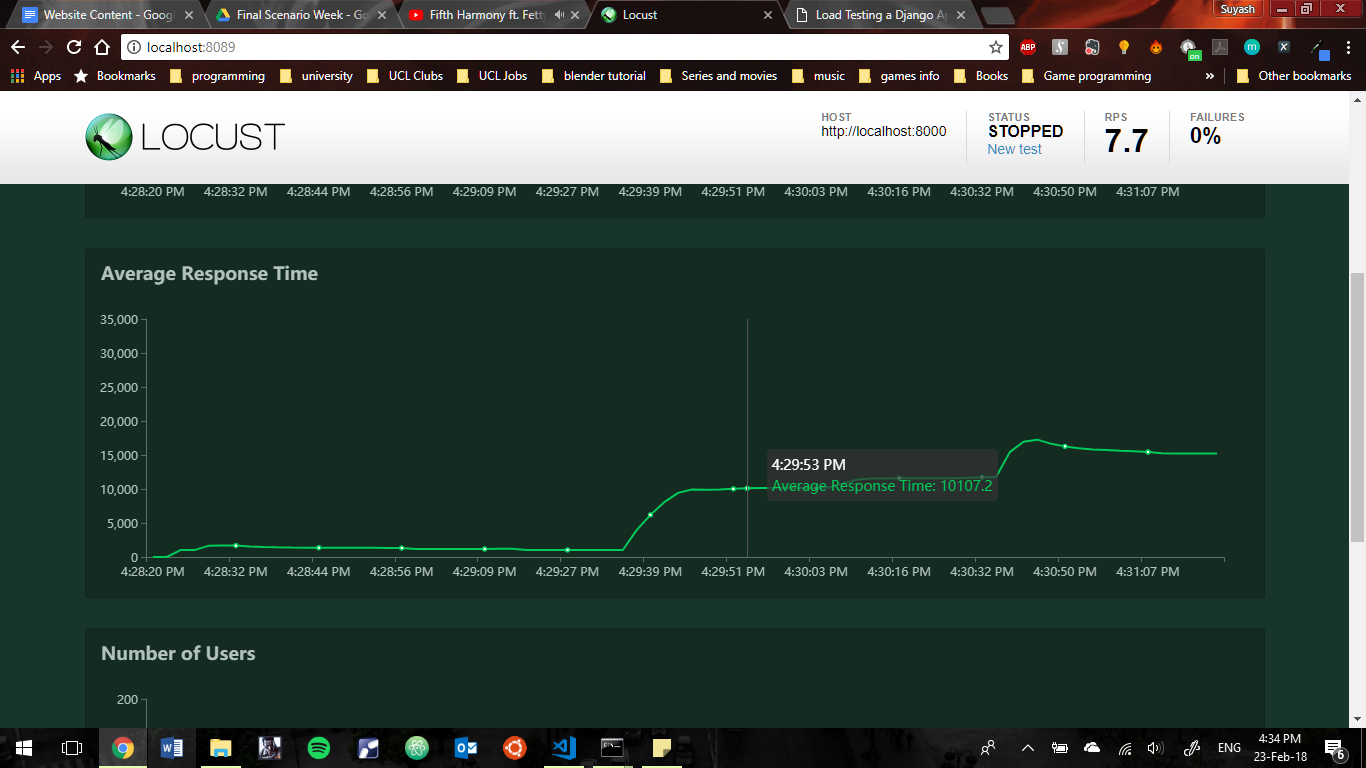 Website Content - Googl
Final Scenario Week - Go
Fifth Harmony ft. Fetty
Locust
Load Testing a Django Ap
Suyash
localhost:8089
ABP
on
m
X
Apps
Bookmarks
programming
university
UCL Clubs
UCL Jobs
blender tutorial
Series and movies
music
games info
Books
Game programming
»
Other bookmarks
LOCUST
HOST
http://localhost:8000
STATUS
STOPPED
New test
RPS
7.7
FAILURES
0%
4:28:20 PM 4:28:32 PM 4:28:44 PM 4:28:56 PM 4:29:09 PM 4:29:27 PM 4:29:39 PM 4:29:51 PM 4:30:03 PM 4:30:16 PM 4:30:32 PM 4:30:50 PM 4:31:07 PM
Average Response Time
35,000
30,000
25,000
20,000
15,000
10,000
5,000
0
4:29:53 PM
Average Response Time: 10107.2
4:28:20 PM 4:28:32 PM 4:28:44 PM 4:28:56 PM 4:29:09 PM 4:29:27 PM 4:29:39 PM 4:29:51 PM 4:30:03 PM 4:30:16 PM 4:30:32 PM 4:30:50 PM 4:31:07 PM
Number of Users
200
ENG
4:34 PM
23-Feb-18
6